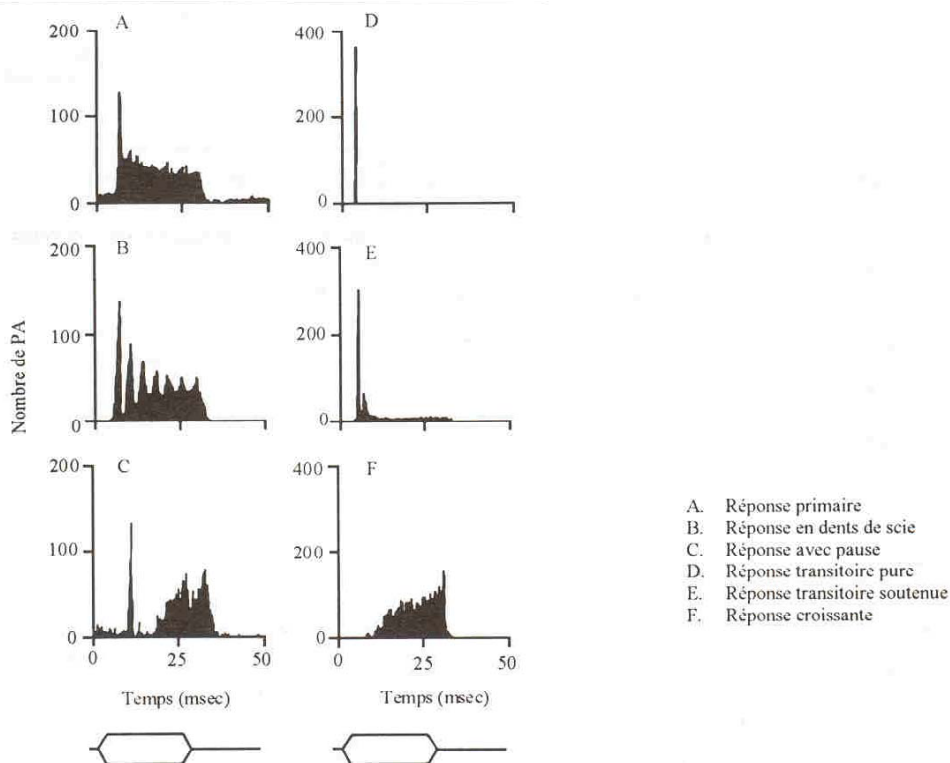 A
200
100
0
D
400
200
0
B
200
100
0
E
400
200
0
Nombre de PA
C
200
100
0
0
25
50
Temps (msec)
F
400
200
0
0
25
50
Temps (msec)
A. Réponse primaire
B. Réponse en dents de scie
C. Réponse avec pause
D. Réponse transitoire pure
E. Réponse transitoire soutenue
F. Réponse croissante